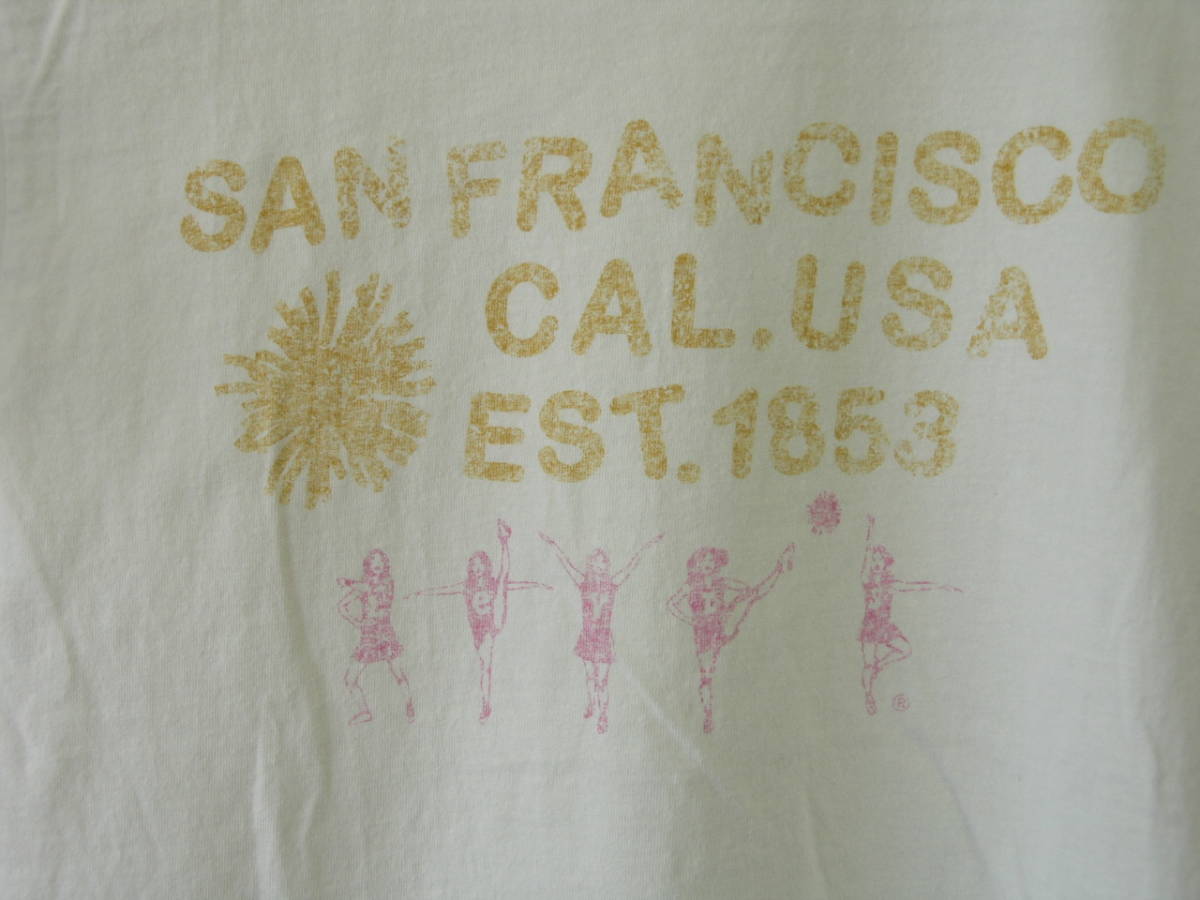 SAN FRANCISCO
CAL.USA
EST.1853
®